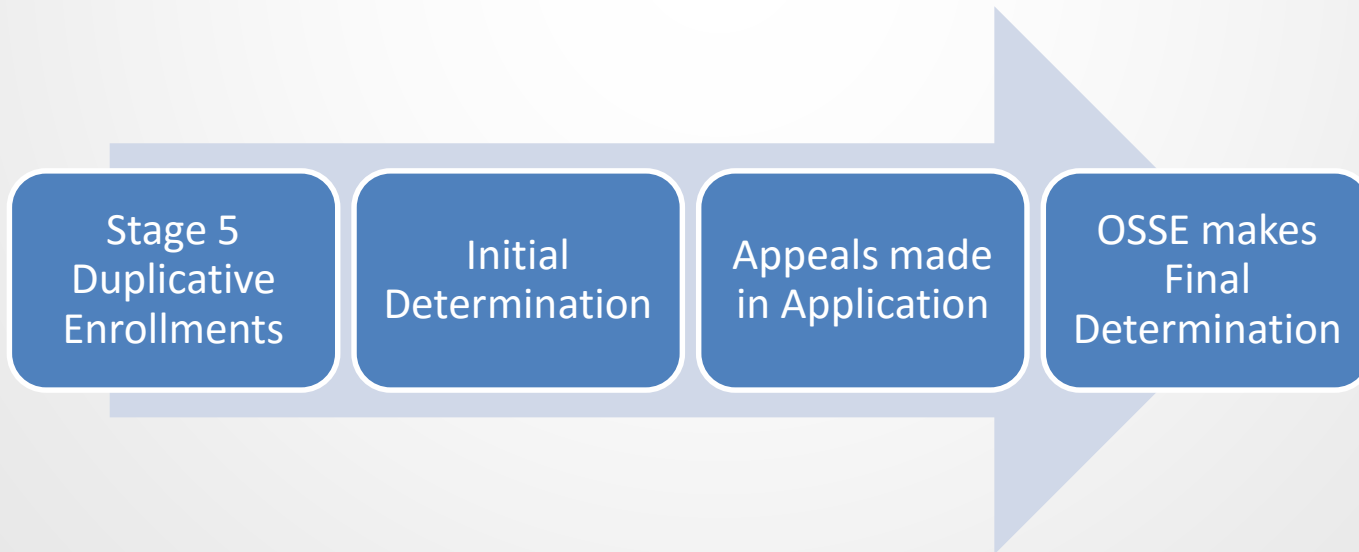 Stage 5
Duplicative
Enrollments
Initial
Determination
Appeals made
in Application
OSSE makes
Final
Determination